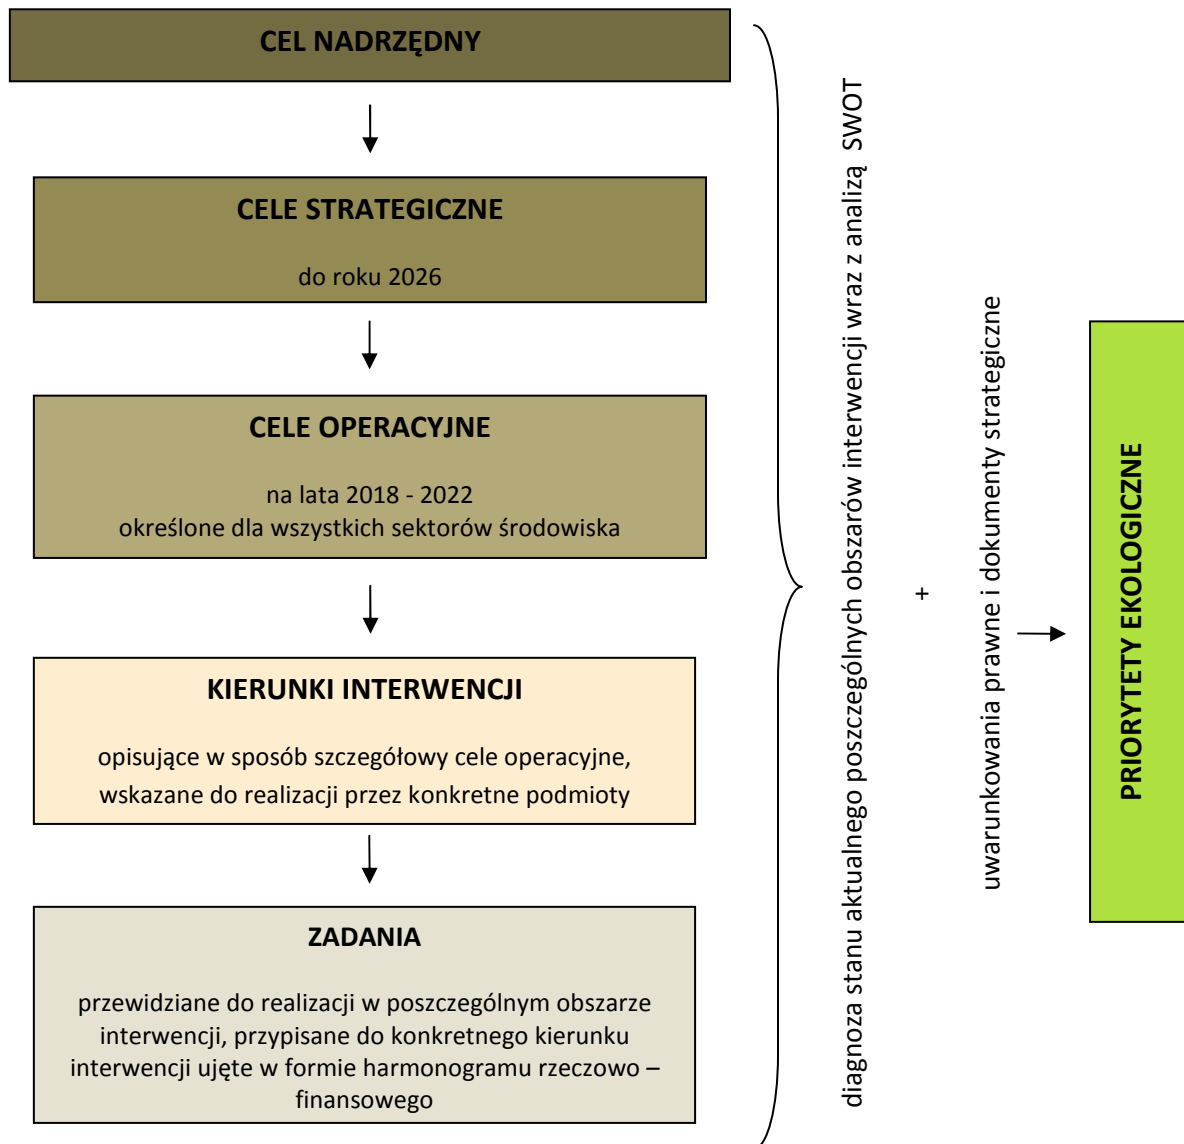 CEL NADRZĘDNY
CELE STRATEGICZNE
do roku 2026
CELE OPERACYJNE
na lata 2018 - 2022
określone dla wszystkich sektorów środowiska
KIERUNKI INTERWENCJI
opisujące w sposób szczegółowy cele operacyjne,
wskazane do realizacji przez konkretne podmioty
ZADANIA
przewidziane do realizacji w poszczególnym obszarze
interwencji, przypisane do konkretnego kierunku
interwencji ujęte w formie harmonogramu rzeczowo –
finansowego
diagnoza stanu aktualnego poszczególnych obszarów interwencji wraz z analizą SWOT
+
uwarunkowania prawne i dokumenty strategiczne
PRIORYTETY EKOLOGICZNE